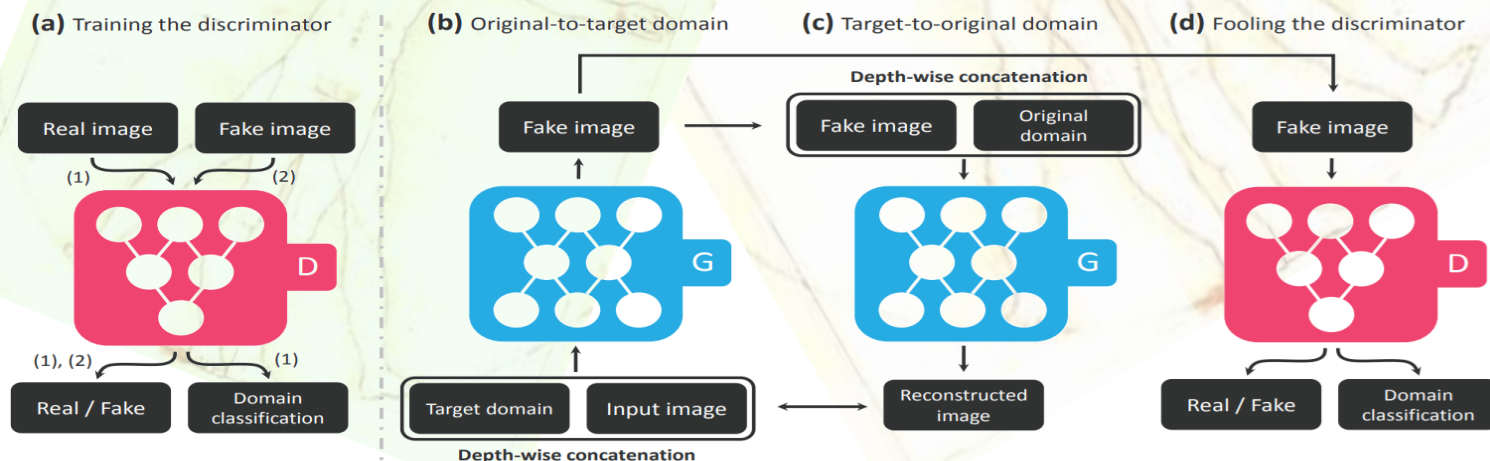 (a) Training the discriminator
(b) Original-to-target domain
(c) Target-to-original domain
(d) Fooling the discriminator
Real image
Fake image
(1)
(2)
D
(1), (2)
(1)
Real / Fake
Domain
classification
Fake image
G
Target domain
Input image
Depth-wise concatenation
Depth-wise concatenation
Fake image
Original
domain
G
Reconstructed
image
Fake image
D
Real / Fake
Domain
classification